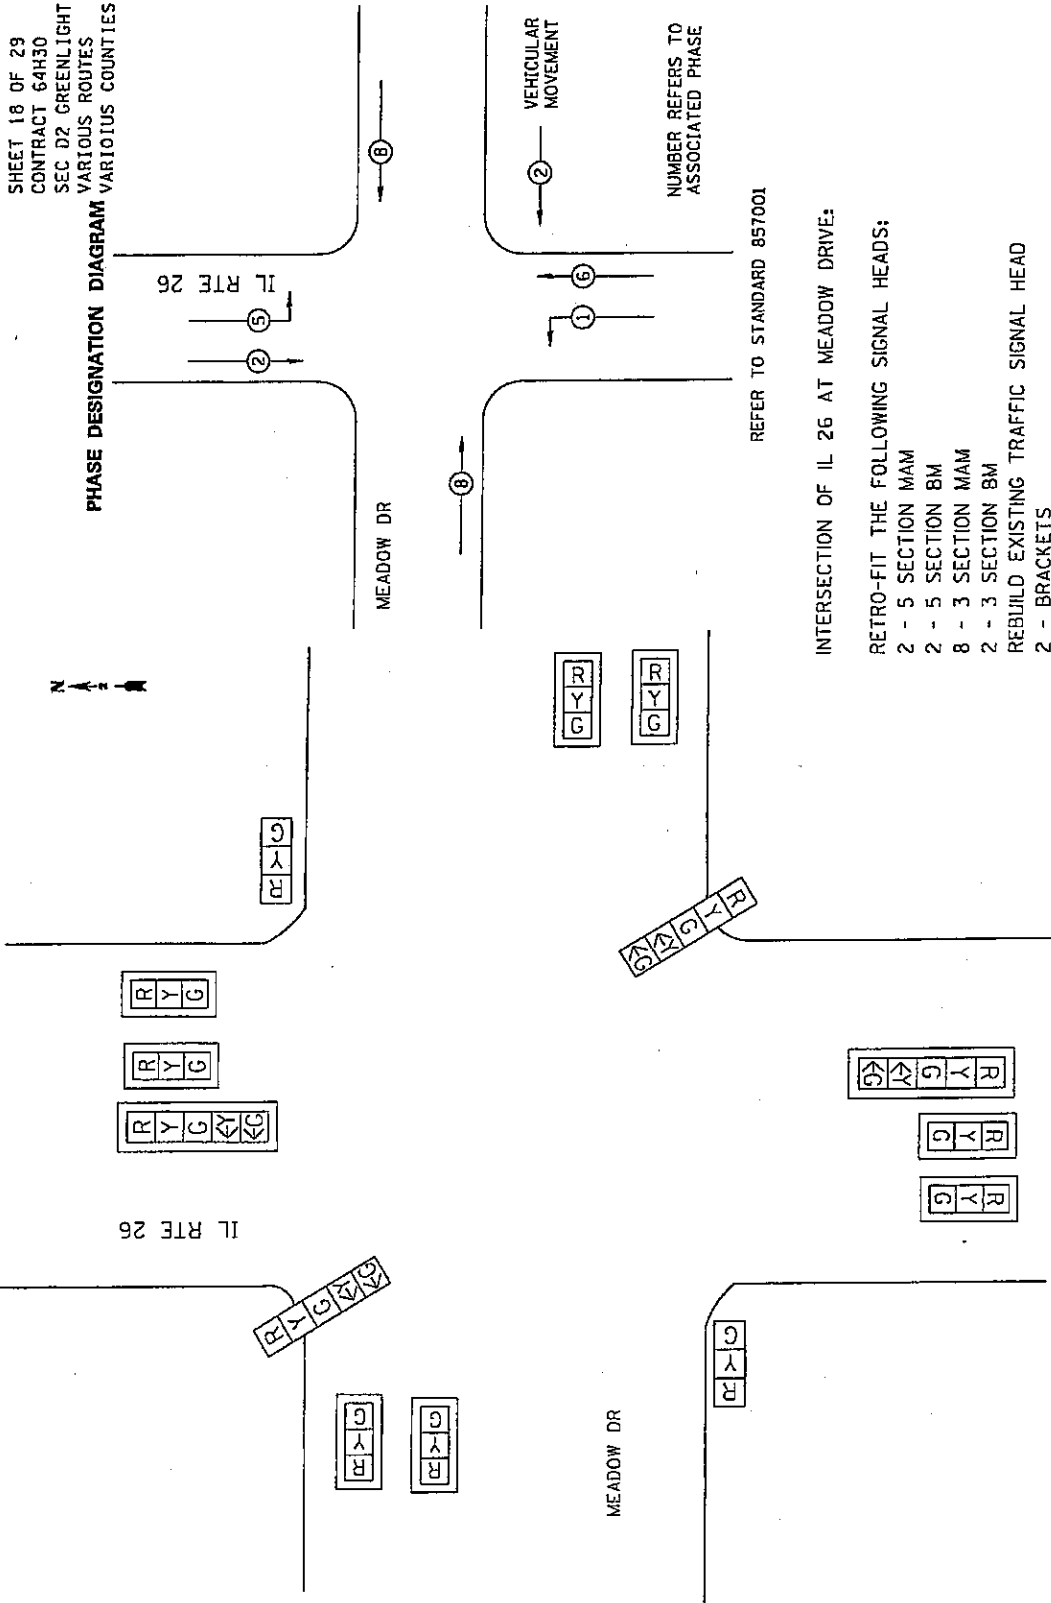 SHEET 18 OF 29
CONTRACT 64H30
SEC D2 GREENLIGHT
VARIOUS ROUTES
VARIOIUS COUNTIES
PHASE DESIGNATION DIAGRAM
IL RTE 26
2
5
8
8
1
6
MEADOW DR
2
VEHICULAR
MOVEMENT
NUMBER REFERS TO
ASSOCIATED PHASE
REFER TO STANDARD 857001
N
R Y G
R Y G
R Y G
R Y G ←Y ←G
R Y G ←Y ←G
R Y G
R Y G
R Y G
R Y G
R Y G ←Y ←G
R Y G ←Y ←G
R Y G
R Y G
R Y G
IL RTE 26
MEADOW DR
INTERSECTION OF IL 26 AT MEADOW DRIVE:
RETRO-FIT THE FOLLOWING SIGNAL HEADS:
2 - 5 SECTION MAM
2 - 5 SECTION BM
8 - 3 SECTION MAM
2 - 3 SECTION BM
REBUILD EXISTING TRAFFIC SIGNAL HEAD
2 - BRACKETS